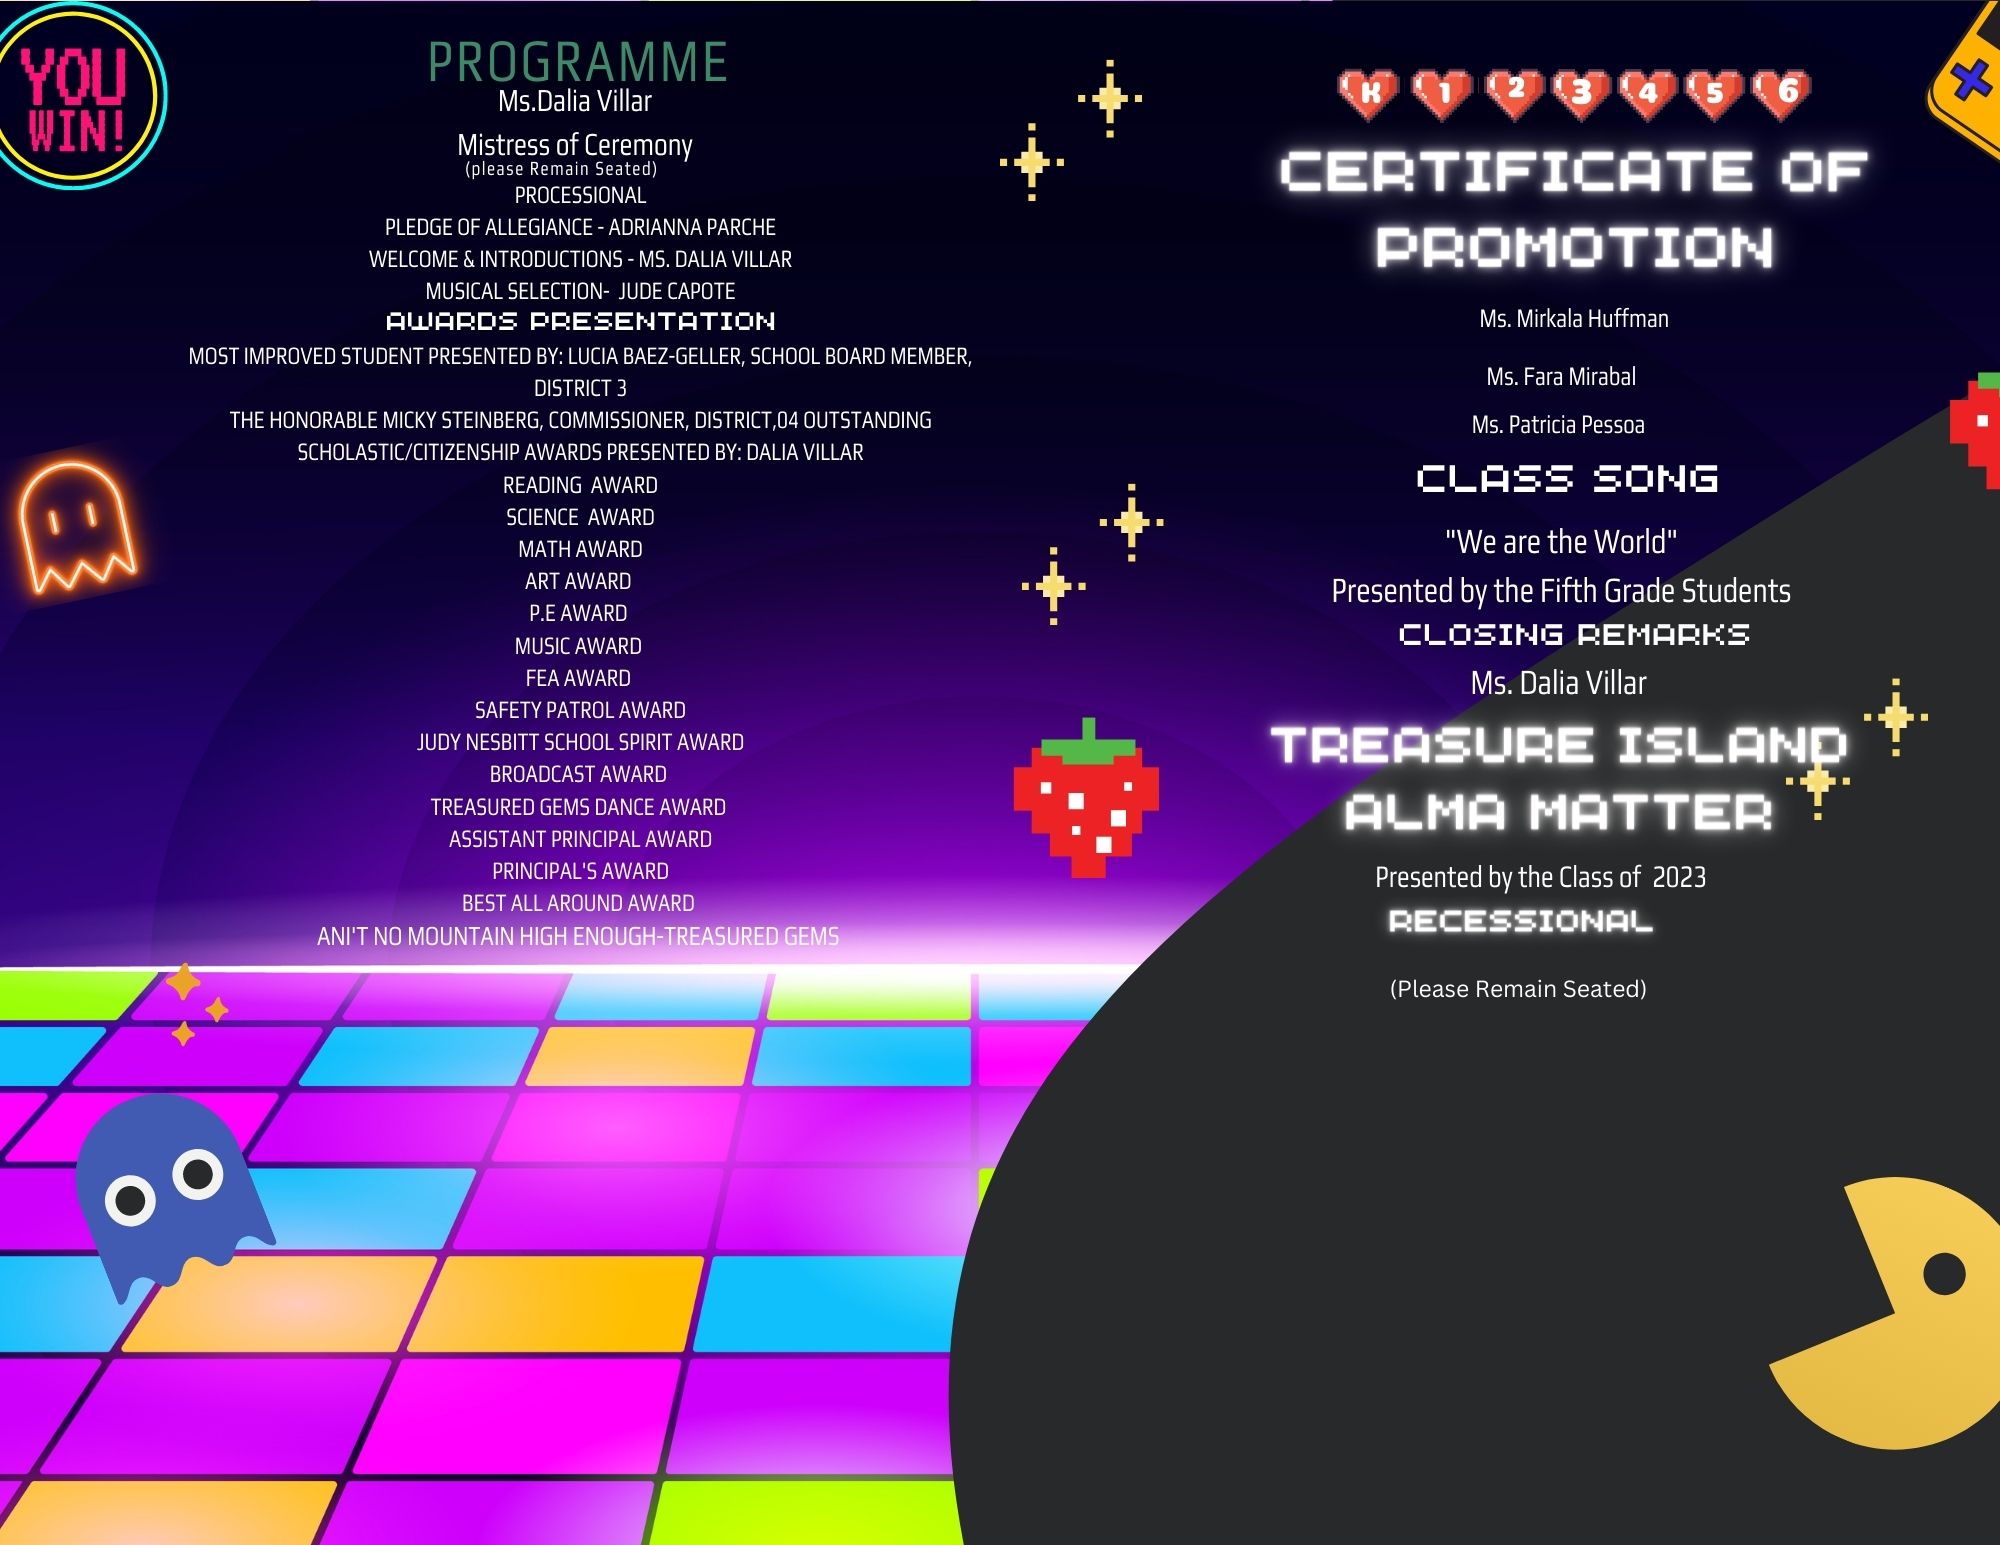 YOU
WIN!
PROGRAMME
Ms.Dalia Villar
Mistress of Ceremony
(please Remain Seated)
PROCESSIONAL
PLEDGE OF ALLEGIANCE - ADRIANNA PARCHE
WELCOME & INTRODUCTIONS - MS. DALIA VILLAR
MUSICAL SELECTION-  JUDE CAPOTE
AWARDS PRESENTATION
MOST IMPROVED STUDENT PRESENTED BY: LUCIA BAEZ-GELLER, SCHOOL BOARD MEMBER,
DISTRICT 3
THE HONORABLE MICKY STEINBERG, COMMISSIONER, DISTRICT,04 OUTSTANDING
SCHOLASTIC/CITIZENSHIP AWARDS PRESENTED BY: DALIA VILLAR
READING  AWARD
SCIENCE  AWARD
MATH AWARD
ART AWARD
P.E AWARD
MUSIC AWARD
FEA AWARD
SAFETY PATROL AWARD
JUDY NESBITT SCHOOL SPIRIT AWARD
BROADCAST AWARD
TREASURED GEMS DANCE AWARD
ASSISTANT PRINCIPAL AWARD
PRINCIPAL'S AWARD
BEST ALL AROUND AWARD
ANI'T NO MOUNTAIN HIGH ENOUGH-TREASURED GEMS
K 1 2 3 4 5 6
CERTIFICATE OF
PROMOTION
Ms. Mirkala Huffman
Ms. Fara Mirabal
Ms. Patricia Pessoa
CLASS SONG
"We are the World"
Presented by the Fifth Grade Students
CLOSING REMARKS
Ms. Dalia Villar
TREASURE ISLAND
ALMA MATTER
Presented by the Class of  2023
RECESSIONAL
(Please Remain Seated)